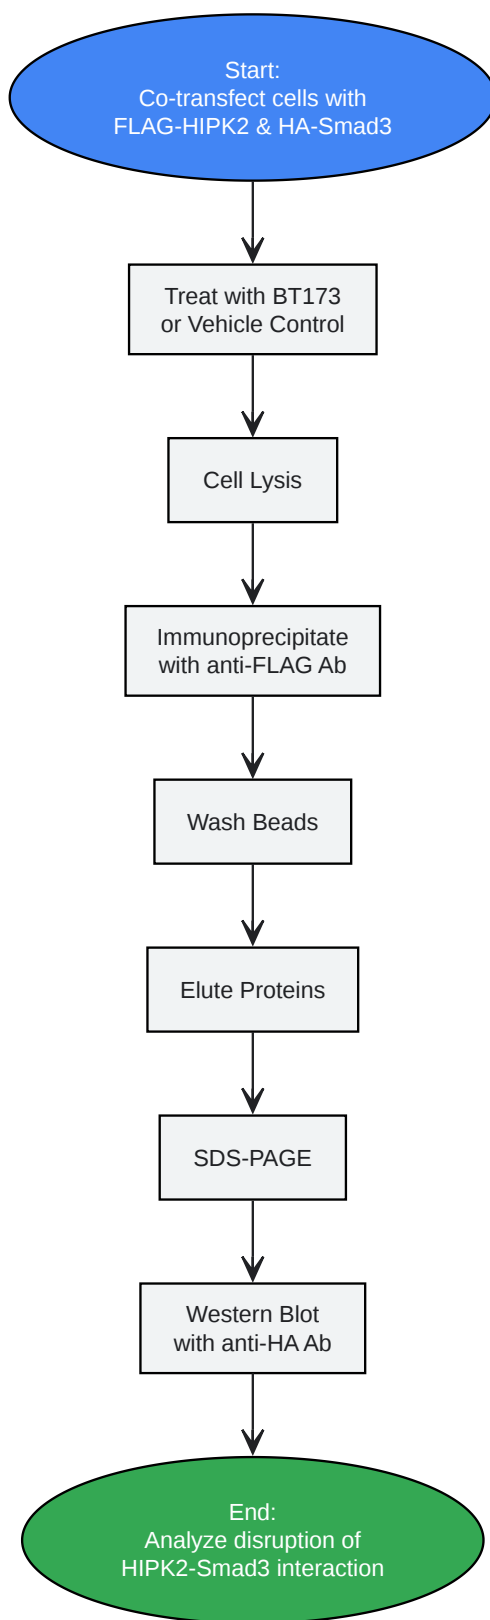 Start:
Co-transfect cells with
FLAG-HIPK2 & HA-Smad3
Treat with BT173
or Vehicle Control
Cell Lysis
Immunoprecipitate
with anti-FLAG Ab
Wash Beads
Elute Proteins
SDS-PAGE
Western Blot
with anti-HA Ab
End:
Analyze disruption of
HIPK2-Smad3 interaction